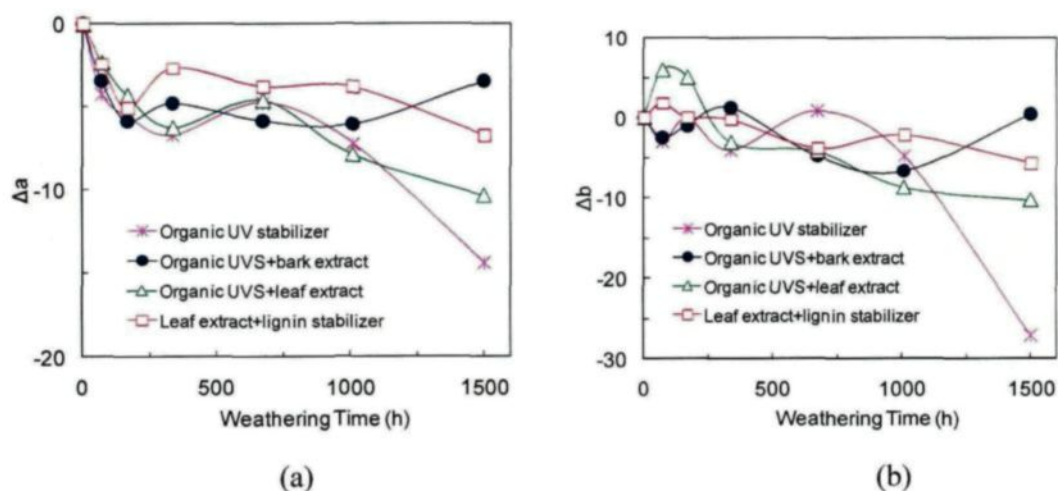 0
-10
-20
Δa
Organic UV stabilizer
Organic UVS+bark extract
Organic UVS+leaf extract
Leaf extract+lignin stabilizer
0 500 1000 1500
Weathering Time (h)
(a)
10
0
-10
-20
-30
Δb
Organic UV stabilizer
Organic UVS+bark extract
Organic UVS+leaf extract
Leaf extract+lignin stabilizer
0 500 1000 1500
Weathering Time (h)
(b)